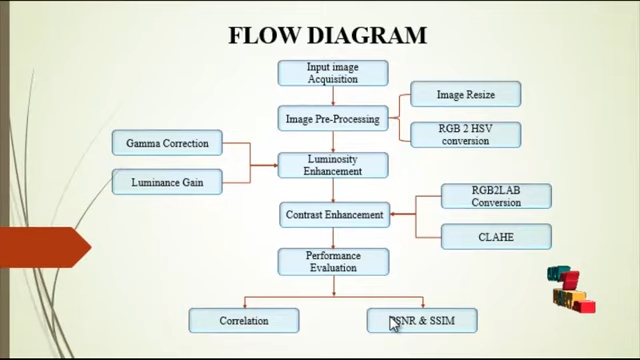 FLOW DIAGRAM
Input image
Acquisition
Image Pre-Processing
Image Resize
RGB 2 HSV
conversion
Gamma Correction
Luminance Gain
Luminosity
Enhancement
Contrast Enhancement
RGB2LAB
Conversion
CLAHE
Performance
Evaluation
Correlation
PSNR & SSIM